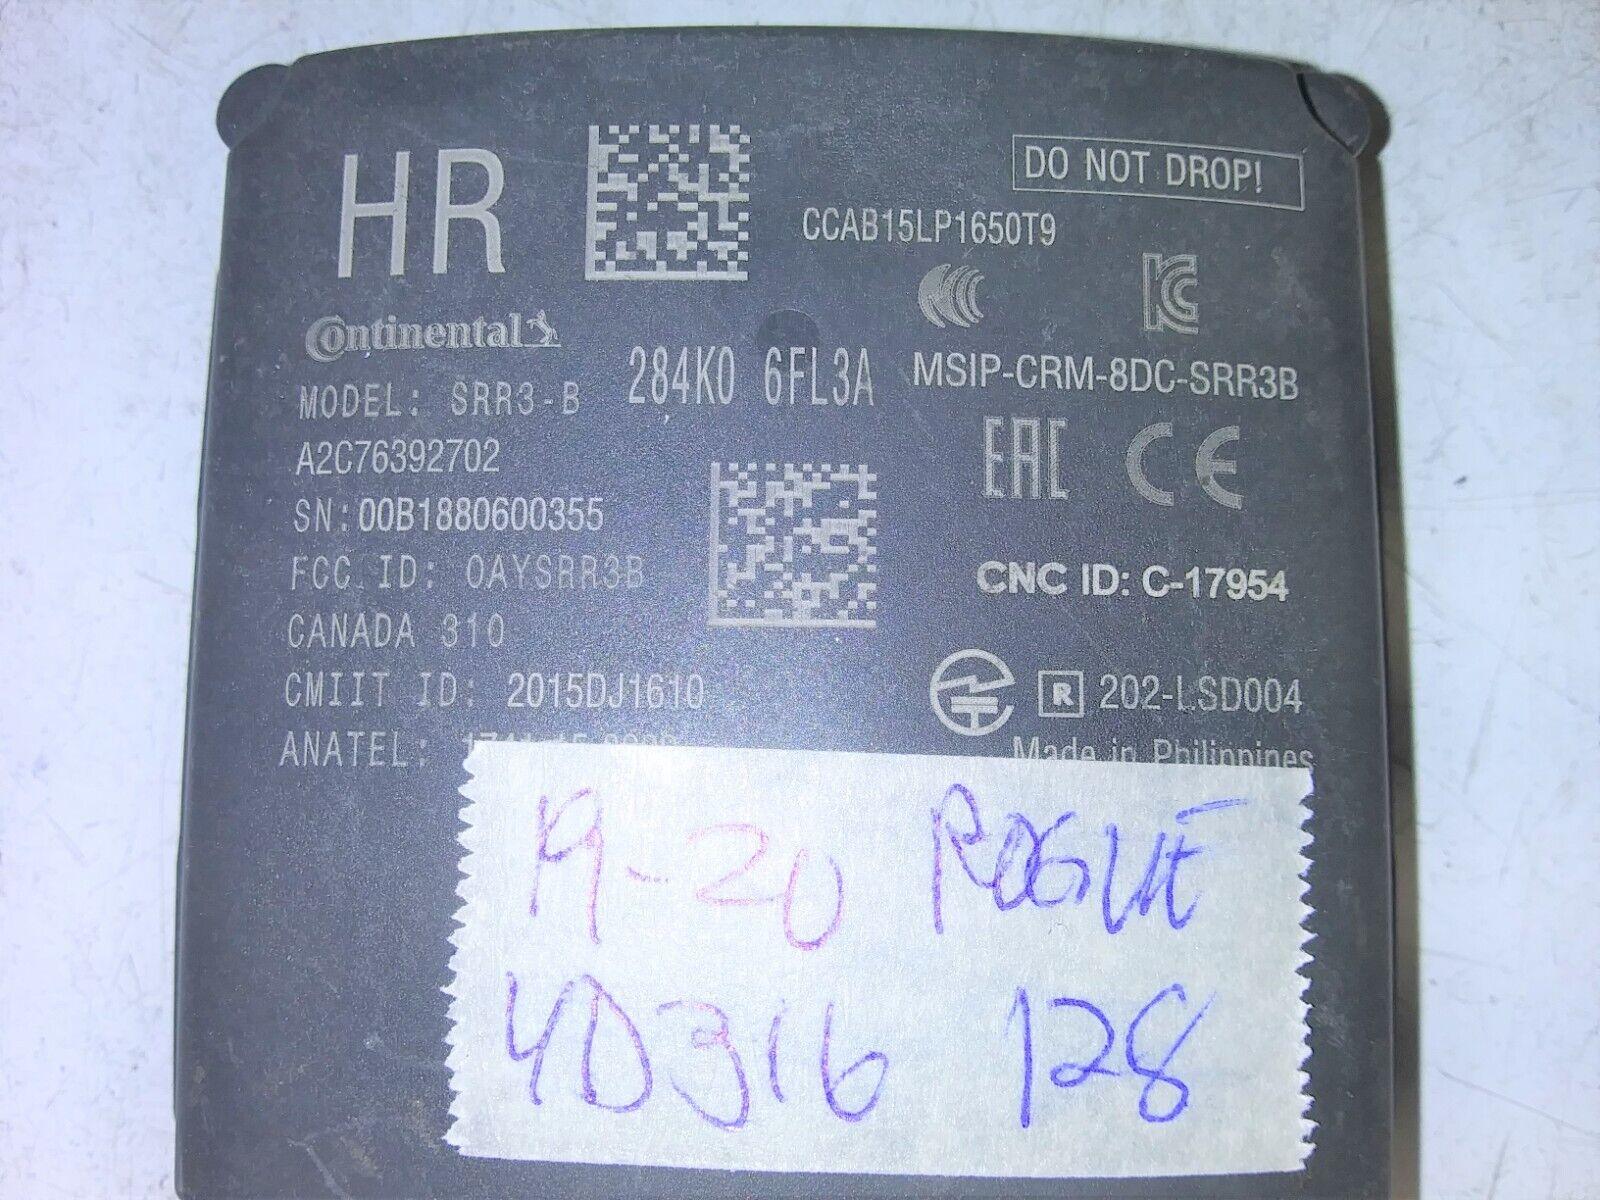 HR
DO NOT DROP!
CCAB15LP1650T9
Continental
284K0 6FL3A
MSIP-CRM-8DC-SRR3B
MODEL: SRR3-B
A2C76392702
EAC CE
SN:00B1880600355
FCC ID: OAYSRR3B
CNC ID: C-17954
CANADA 310
CMIIT ID: 2015DJ1610
R 202-LSD004
ANATEL:
Made in Philippines
19-20 ROGUE
4D316 128